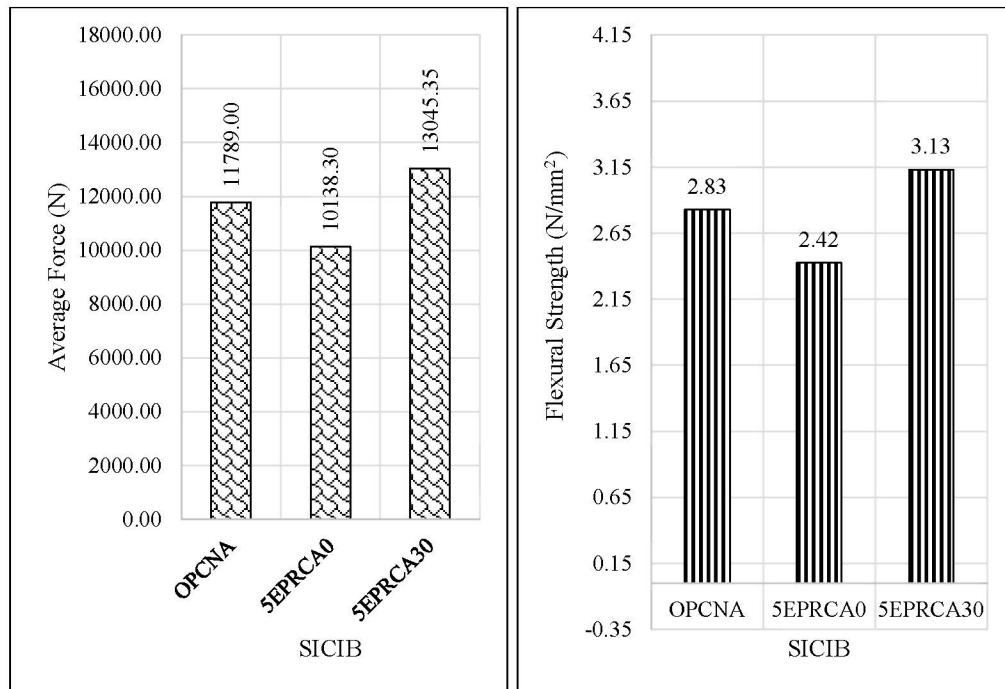 18000.00
16000.00
14000.00
12000.00
10000.00
8000.00
6000.00
4000.00
2000.00
0.00
Average Force (N)
11789.00
10138.30
13045.35
OPCNA
5EPRCA0
5EPRCA30
SICIB
4.15
3.65
3.15
2.65
2.15
1.65
1.15
0.65
0.15
-0.35
Flexural Strength (N/mm²)
2.83
2.42
3.13
OPCNA
5EPRCA0
5EPRCA30
SICIB